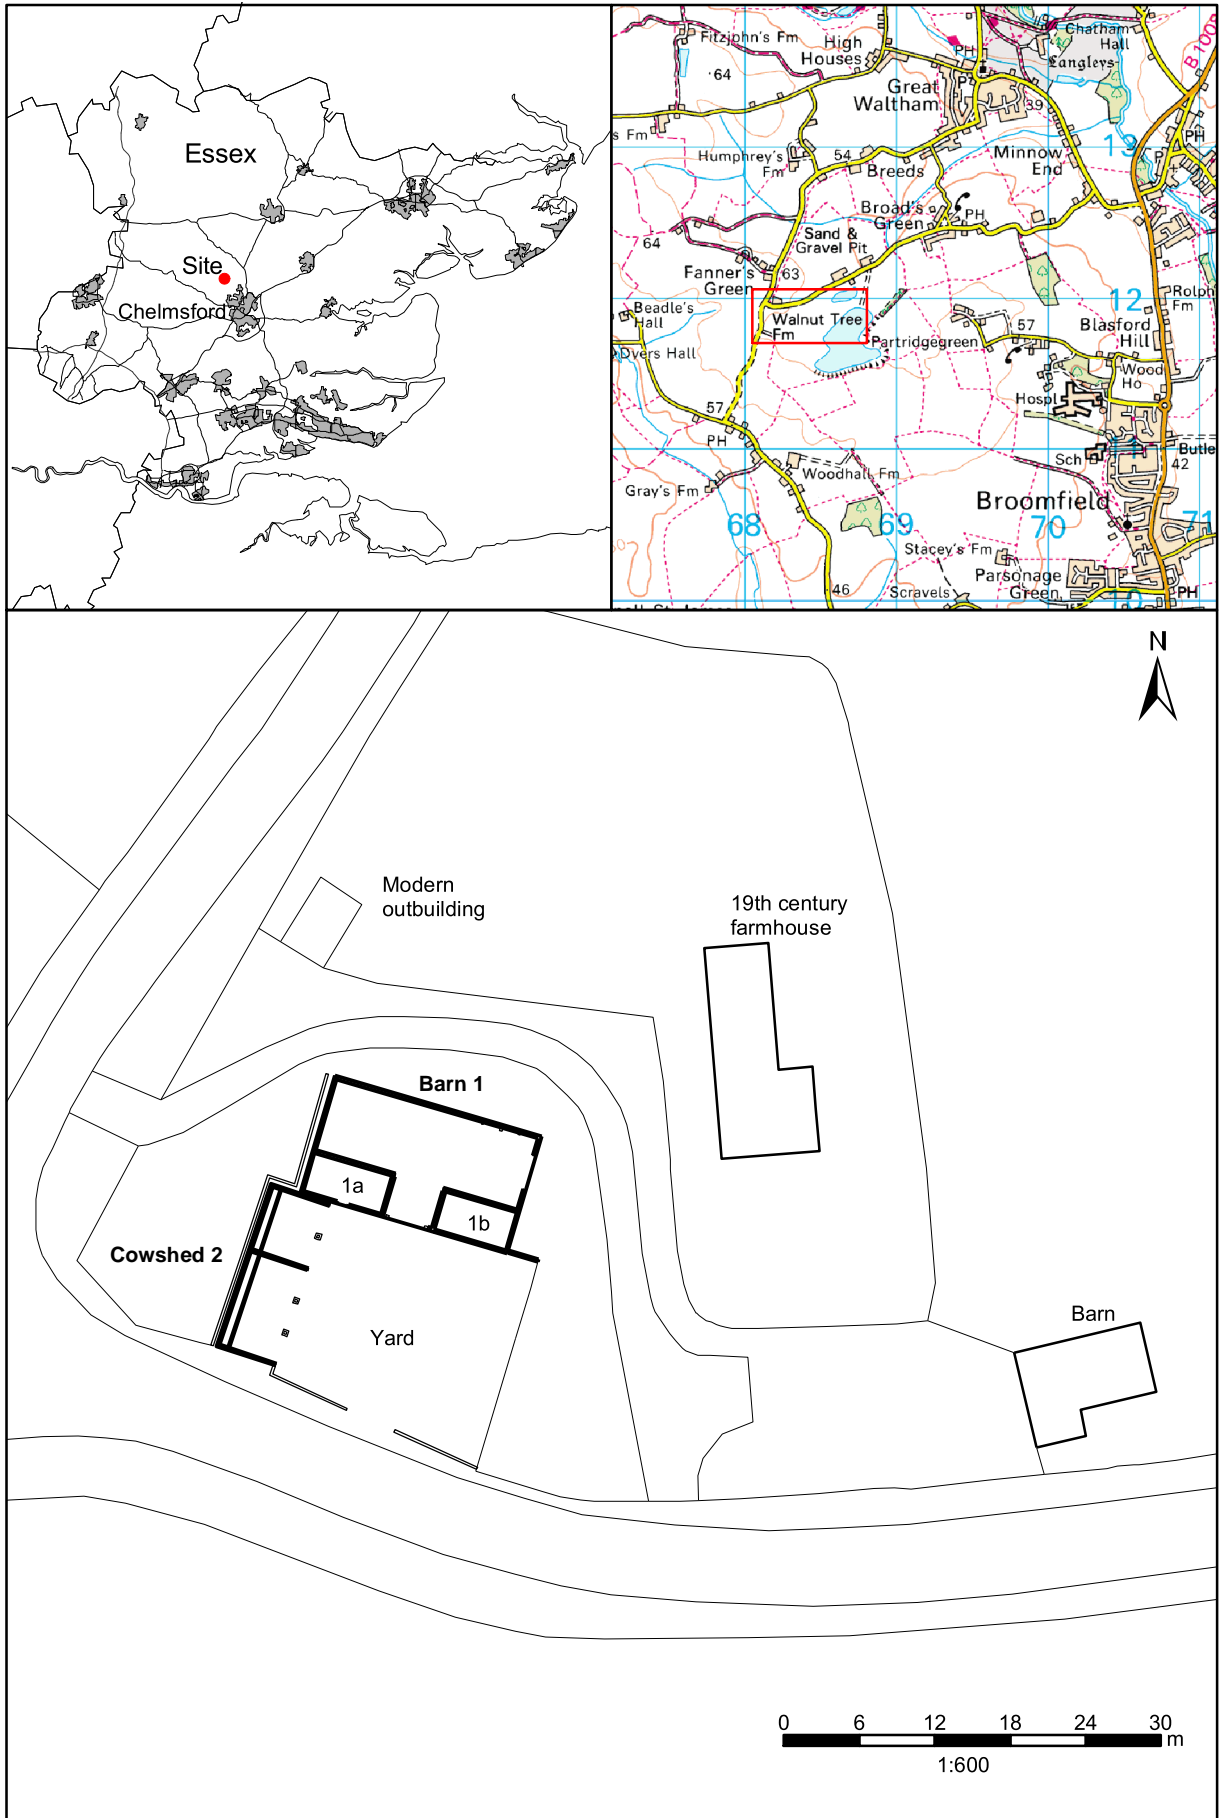 Essex
Site
Chelmsford
Fitzjohn's Fm
64
High
Houses
PH
Chatham
Hall
Langleys
B 1008
Great
Waltham
P
39
s Fm
Humphrey's
Fm
54
Breeds
Minnow
End
13
PH
P
Broad's
Green
PH
64
Sand &
Gravel Pit
Fanner's
Green
63
12
Rolph
Fm
Beadle's
Hall
Walnut Tree
Fm
57
Blasford
Hill
Partridgegreen
Dyers Hall
Wood
Ho
Hospl
57
PH
11
Butle
Sch
42
Woodhall Fm
Gray's Fm
Broomfield
68
69
70
71
Stacey's Fm
Parsonage
Green
46
Scravels
10
PH
N
Modern
outbuilding
19th century
farmhouse
Barn 1
1a
1b
Cowshed 2
Yard
Barn
0 6 12 18 24 30
m
1:600